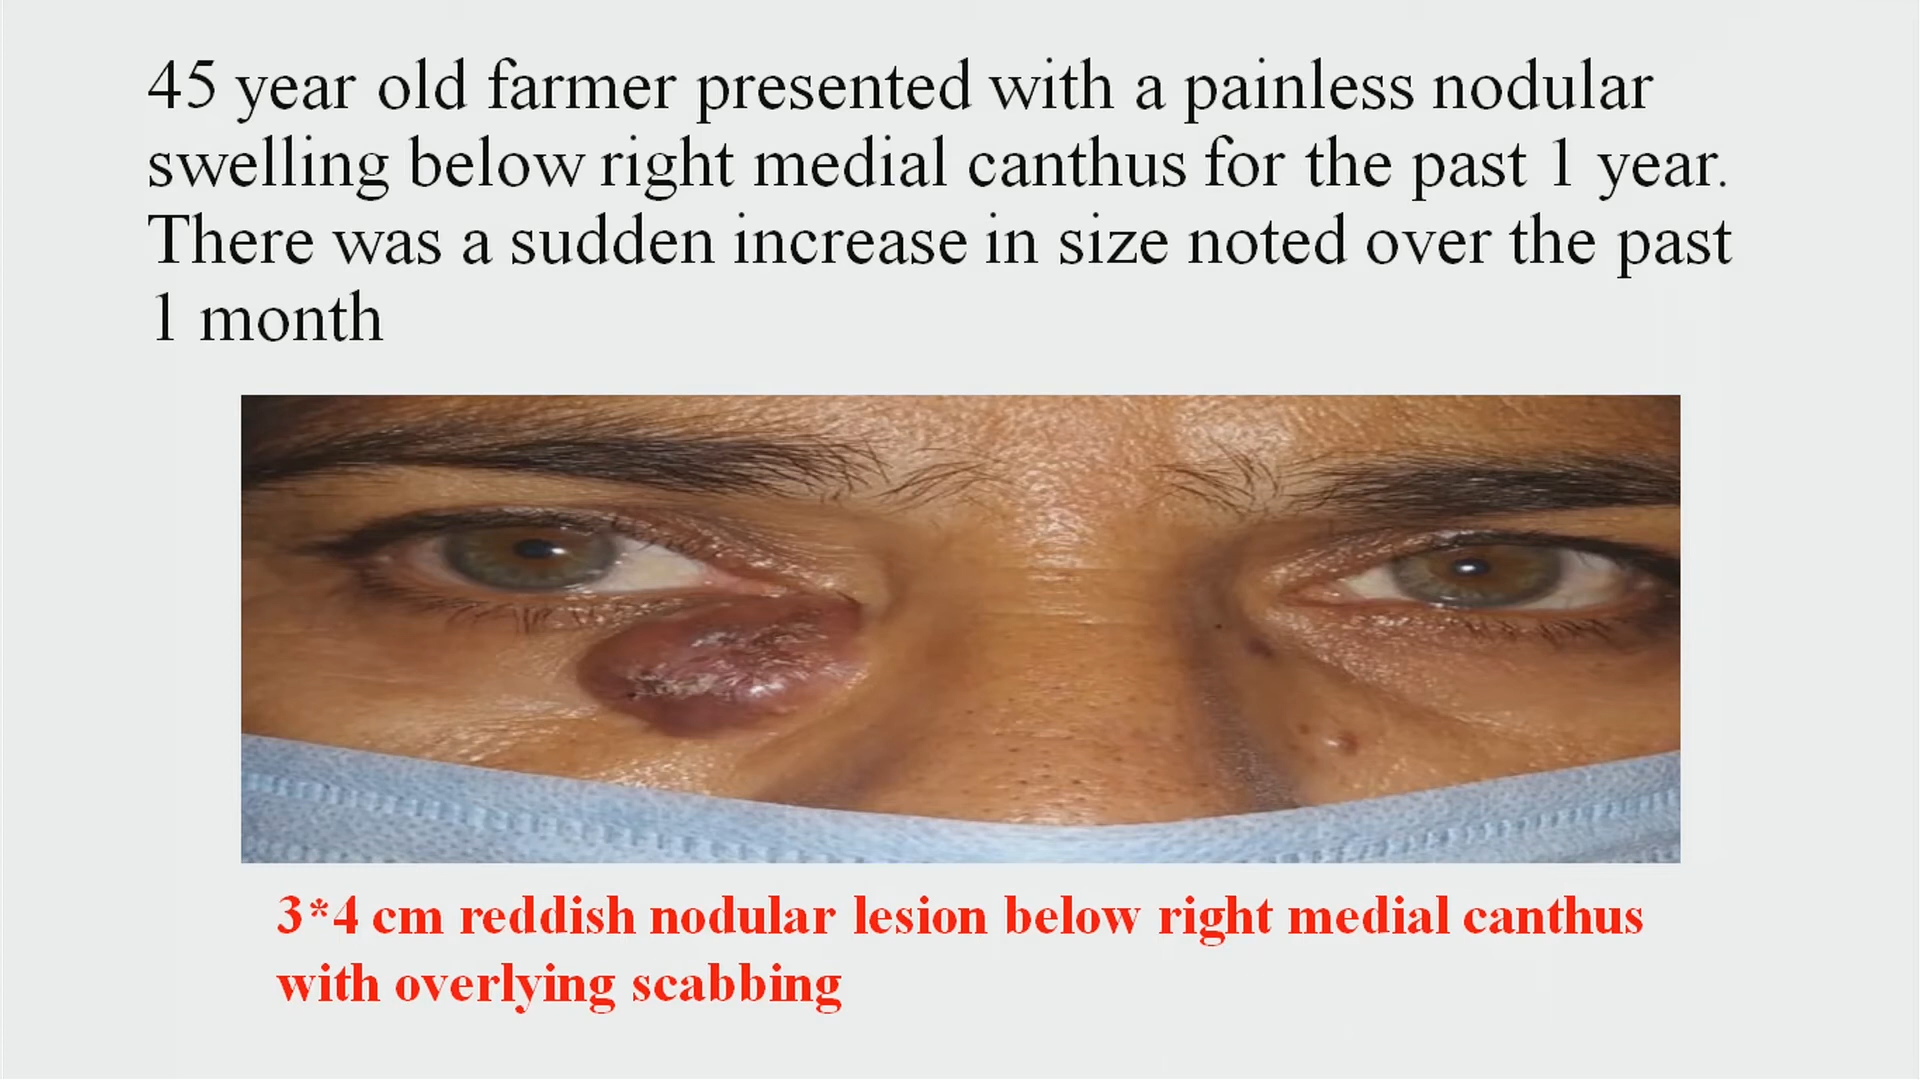 45 year old farmer presented with a painless nodular
swelling below right medial canthus for the past 1 year.
There was a sudden increase in size noted over the past
1 month
3*4 cm reddish nodular lesion below right medial canthus
with overlying scabbing